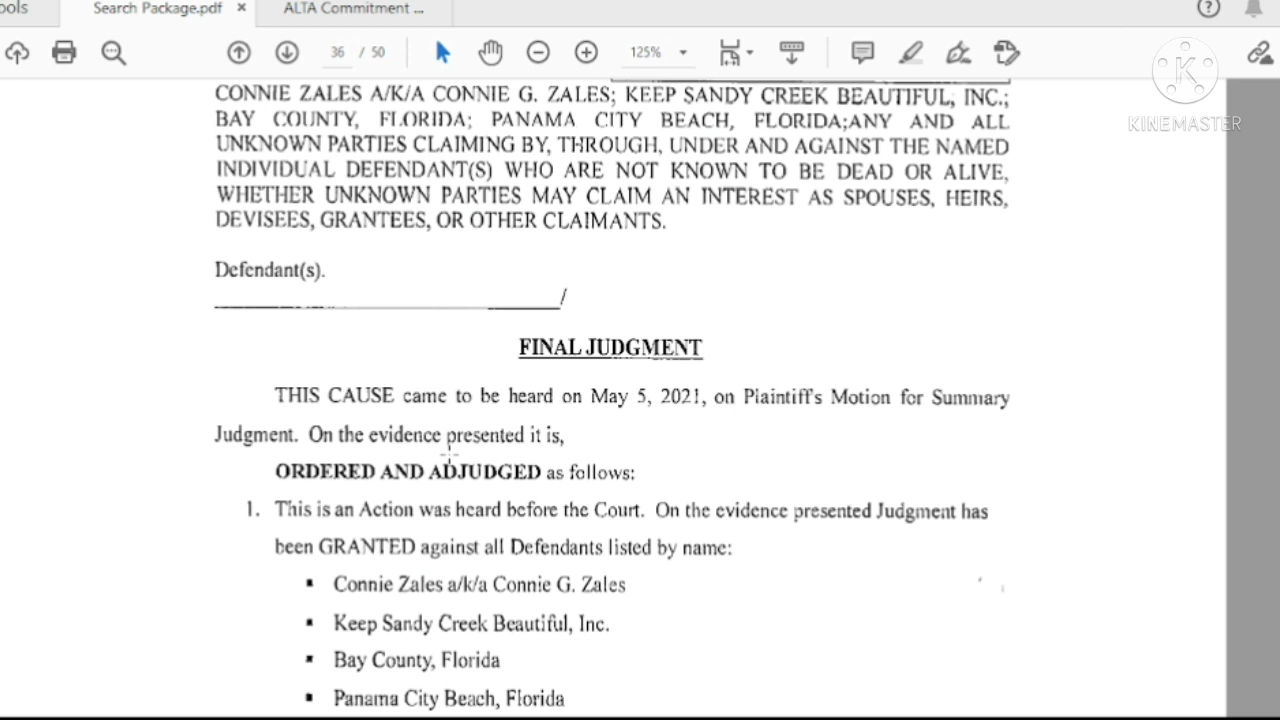 ools
Search Package.pdf ×
ALTA Commitment ...
36 / 50
125%
K
KINEMASTER
CONNIE ZALES A/K/A CONNIE G. ZALES; KEEP SANDY CREEK BEAUTIFUL, INC.;
BAY COUNTY, FLORIDA; PANAMA CITY BEACH, FLORIDA;ANY AND ALL
UNKNOWN PARTIES CLAIMING BY, THROUGH, UNDER AND AGAINST THE NAMED
INDIVIDUAL DEFENDANT(S) WHO ARE NOT KNOWN TO BE DEAD OR ALIVE,
WHETHER UNKNOWN PARTIES MAY CLAIM AN INTEREST AS SPOUSES, HEIRS,
DEVISEES, GRANTEES, OR OTHER CLAIMANTS.
Defendant(s).
/
FINAL JUDGMENT
THIS CAUSE came to be heard on May 5, 2021, on Plaintiff's Motion for Summary
Judgment. On the evidence presented it is,
ORDERED AND ADJUDGED as follows:
1. This is an Action was heard before the Court. On the evidence presented Judgment has
been GRANTED against all Defendants listed by name:
▪ Connie Zales a/k/a Connie G. Zales
▪ Keep Sandy Creek Beautiful, Inc.
▪ Bay County, Florida
▪ Panama City Beach, Florida